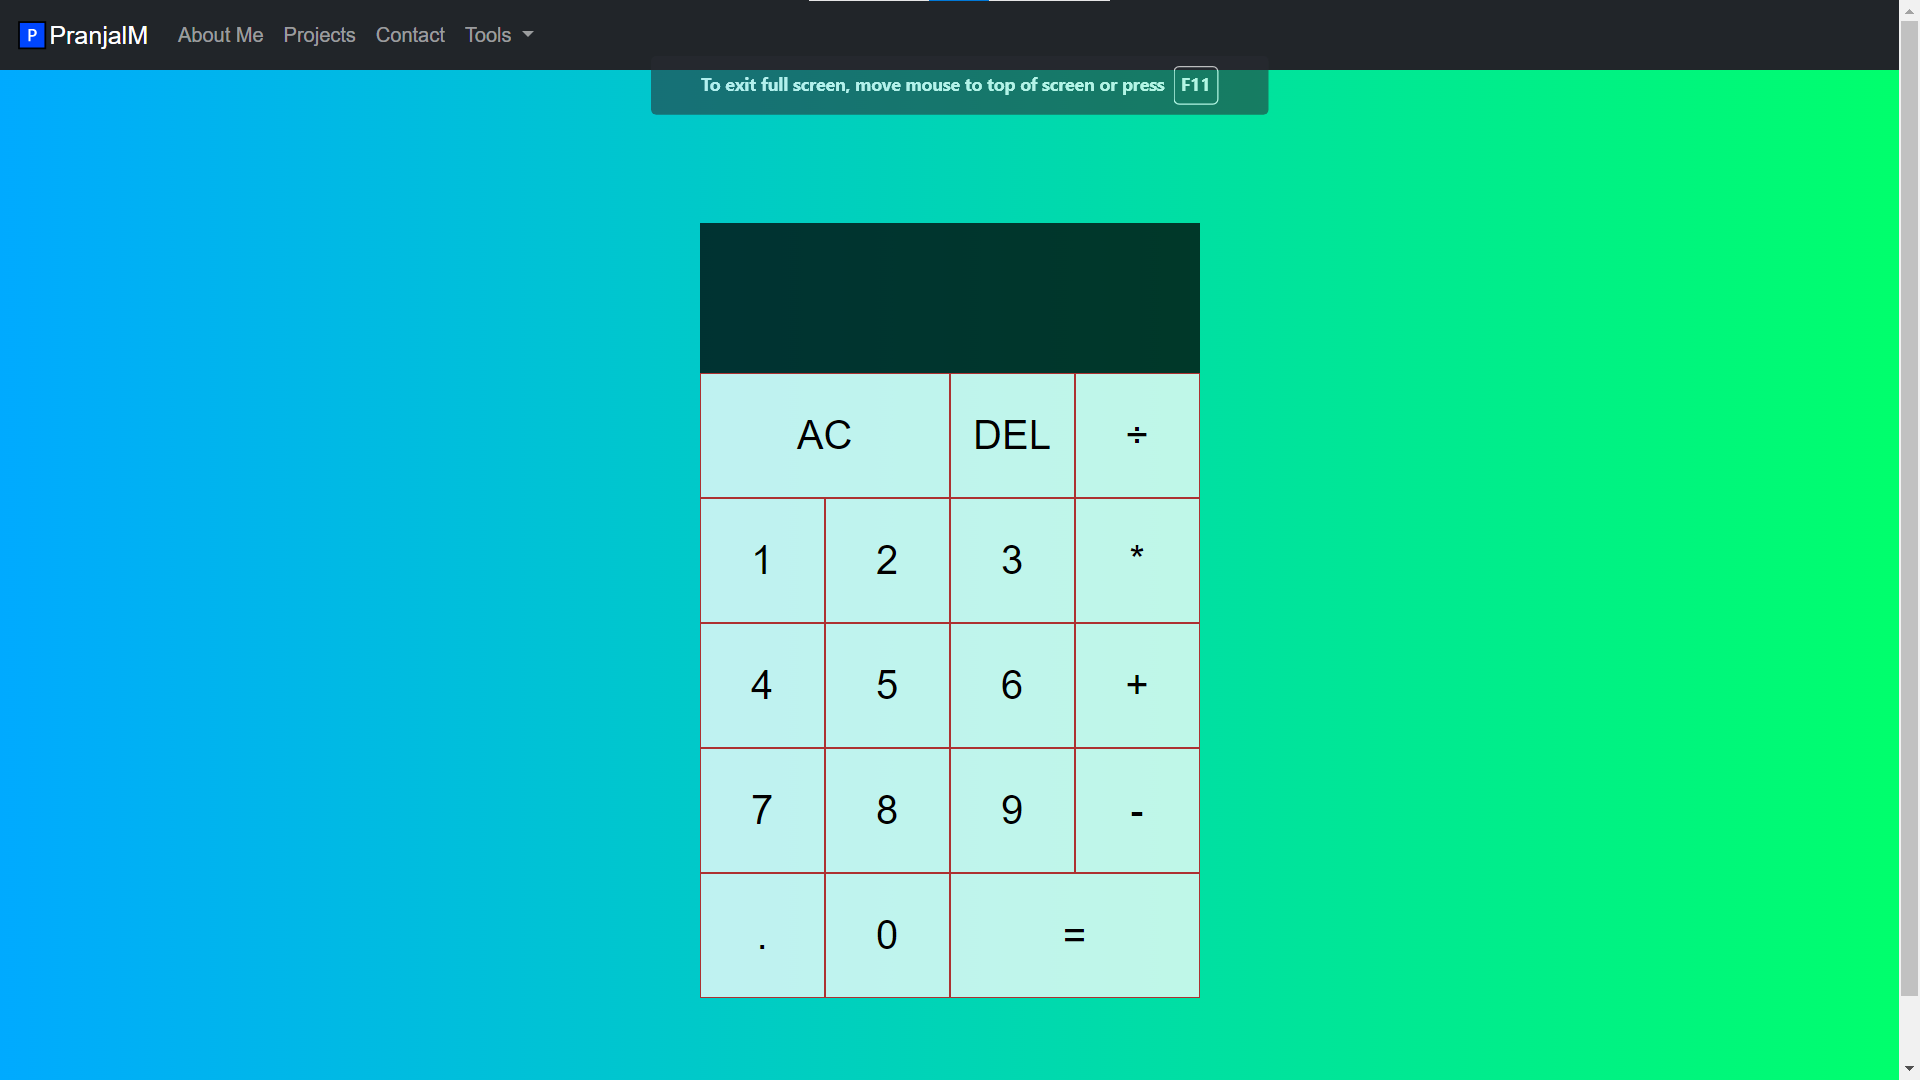 P PranjalM About Me Projects Contact Tools
To exit full screen, move mouse to top of screen or press F11
AC DEL ÷
1 2 3 *
4 5 6 +
7 8 9 -
. 0 =